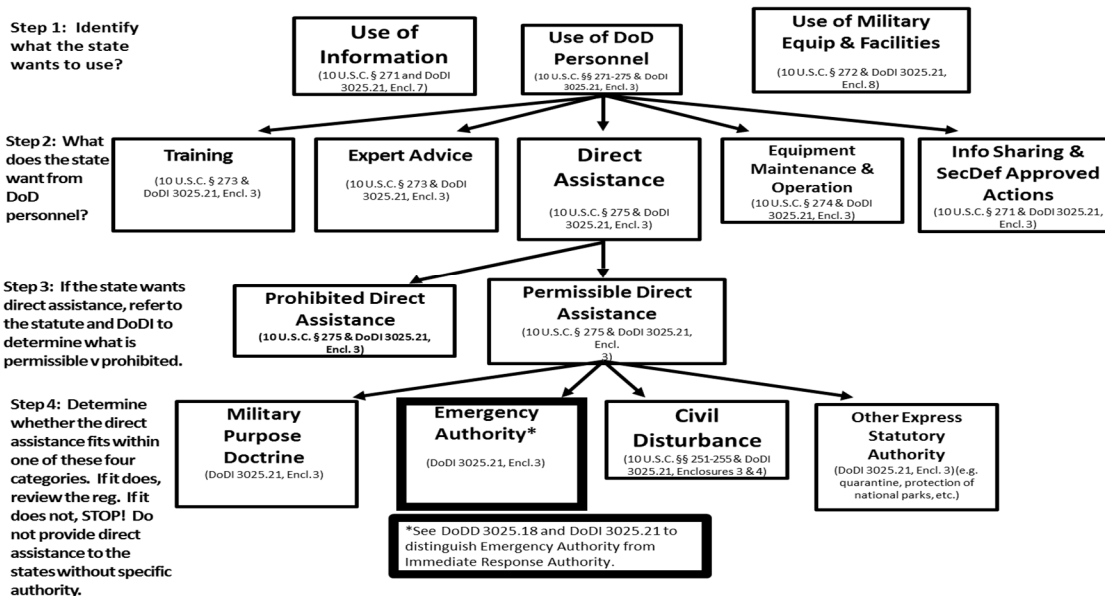 Step 1: Identify
what the state
wants to use?
Use of
Information
(10 U.S.C. § 271 and DoDI
3025.21, Encl. 7)
Use of DoD
Personnel
(10 U.S.C. §§ 271-275 & DoDI
3025.21, Encl. 3)
Use of Military
Equip & Facilities
(10 U.S.C. § 272 & DoDI 3025.21,
Encl. 8)
Step 2: What
does the state
want from
DoD
personnel?
Training
(10 U.S.C. § 273 &
DoDI 3025.21, Encl. 3)
Expert Advice
(10 U.S.C. § 273 & DoDI
3025.21, Encl. 3)
Direct
Assistance
(10 U.S.C. § 275 & DoDI
3025.21, Encl. 3)
Equipment
Maintenance &
Operation
(10 U.S.C. § 274 & DoDI
3025.21, Encl. 3)
Info Sharing &
SecDef Approved
Actions
(10 U.S.C. § 271 & DoDI 3025.21,
Encl. 3)
Step 3: If the state wants
direct assistance, refer to
the statute and DoDI to
determine what is
permissible v prohibited.
Prohibited Direct
Assistance
(10 U.S.C. § 275 & DoDI 3025.21,
Encl. 3)
Permissible Direct
Assistance
(10 U.S.C. § 275 & DoDI 3025.21,
Encl.
3)
Step 4: Determine
whether the direct
assistance fits within
one of these four
categories. If it does,
review the reg. If it
does not, STOP! Do
not provide direct
assistance to the
states without specific
authority.
Military
Purpose
Doctrine
(DoDI 3025.21, Encl. 3)
Emergency
Authority*
(DoDI 3025.21, Encl. 3)
Civil
Disturbance
(10 U.S.C. §§ 251-255 & DoDI
3025.21, Enclosures 3 & 4)
Other Express
Statutory
Authority
(DoDI 3025.21, Encl. 3)(e.g.
quarantine, protection of
national parks, etc.)
*See DoDD 3025.18 and DoDI 3025.21 to
distinguish Emergency Authority from
Immediate Response Authority.